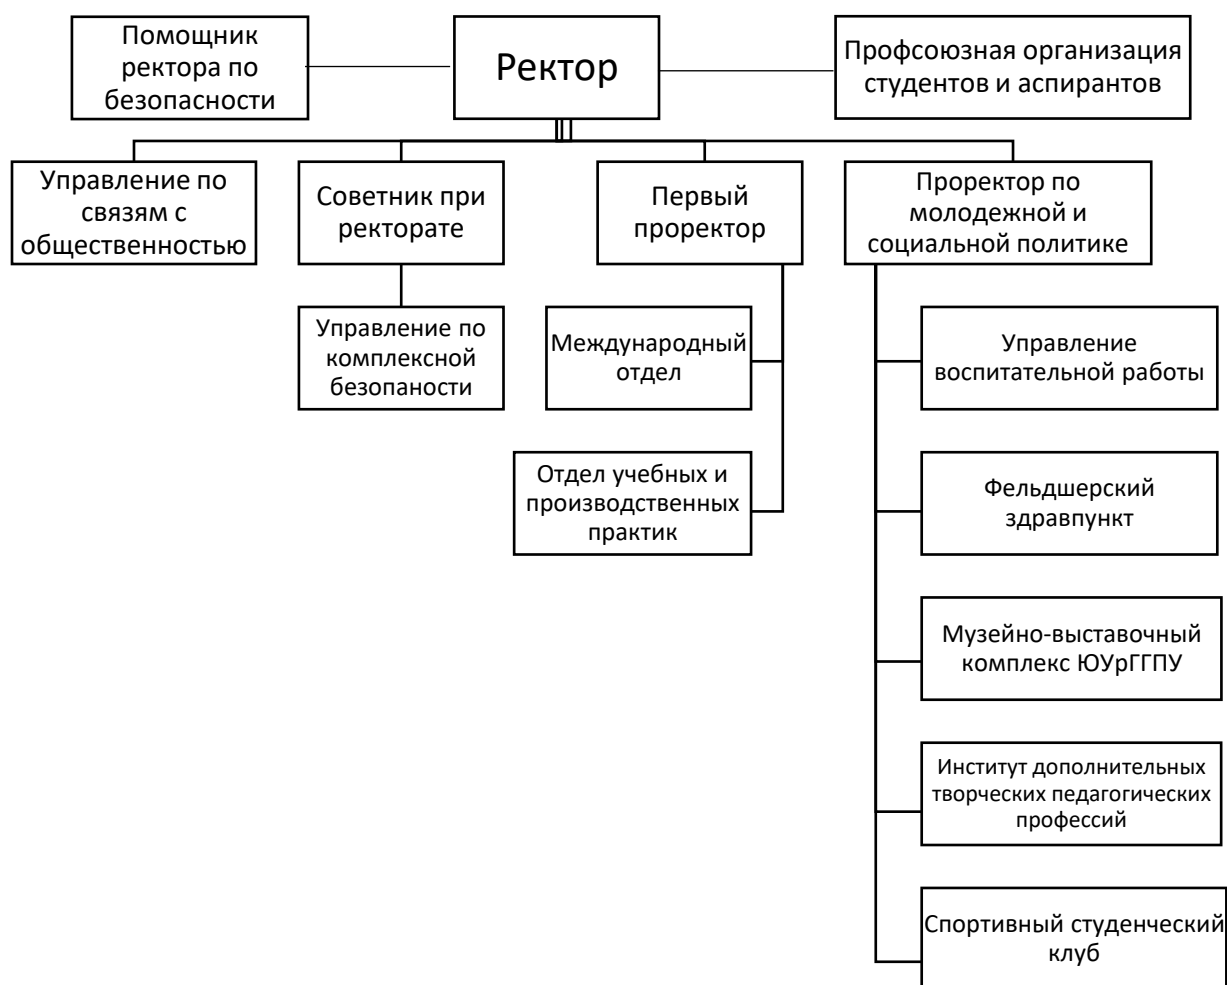 Помощник
ректора по
безопасности
Ректор
Профсоюзная организация
студентов и аспирантов
Управление по
связям с
общественностью
Советник при
ректорате
Первый
проректор
Проректор по
молодежной и
социальной политике
Управление по
комплексной
безопаности
Международный
отдел
Управление
воспитательной работы
Отдел учебных и
производственных
практик
Фельдшерский
здравпункт
Музейно-выставочный
комплекс ЮУрГГПУ
Институт дополнительных
творческих педагогических
профессий
Спортивный студенческий
клуб